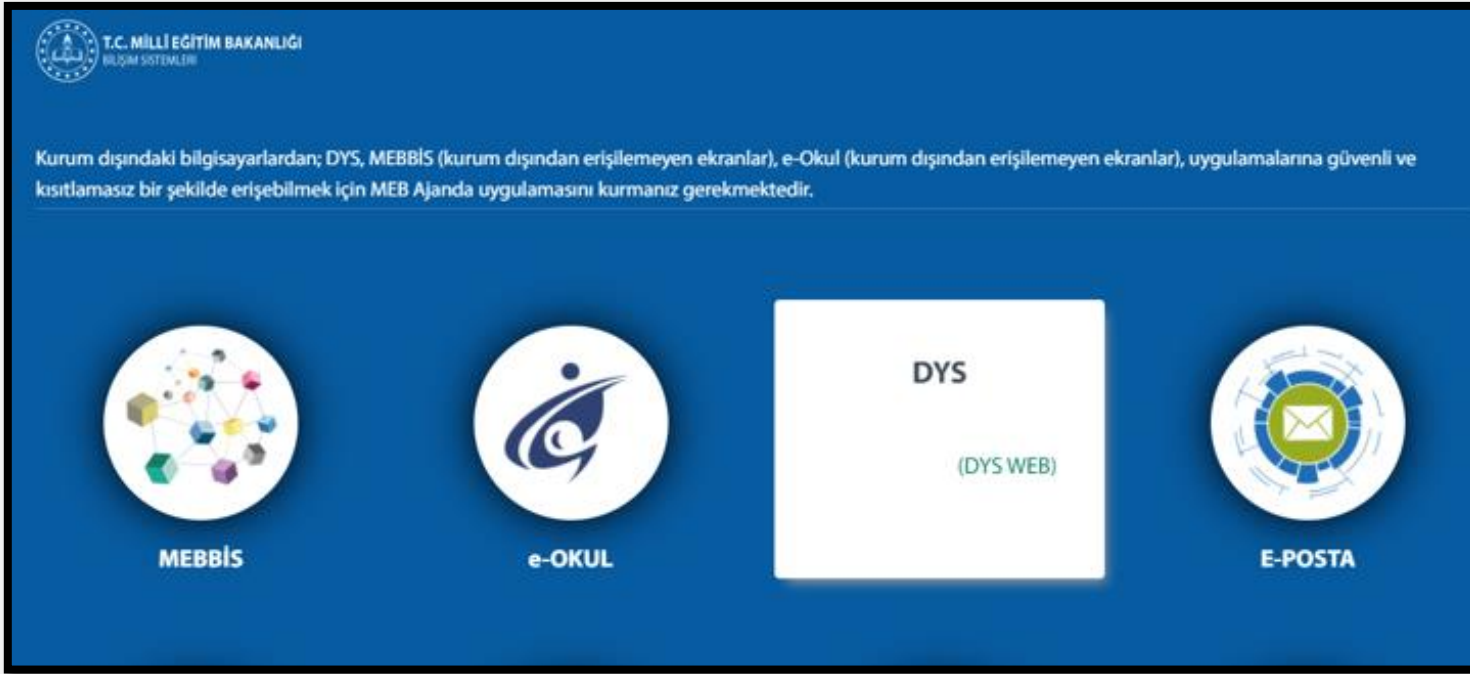 T.C. MİLLİ EĞİTİM BAKANLIĞI
BİLİŞİM SİSTEMLERİ
Kurum dışındaki bilgisayarlardan; DYS, MEBBİS (kurum dışından erişilemeyen ekranlar), e-Okul (kurum dışından erişilemeyen ekranlar), uygulamalarına güvenli ve
kısıtlamasız bir şekilde erişebilmek için MEB Ajanda uygulamasını kurmanız gerekmektedir.
DYS
(DYS WEB)
MEBBİS
e-OKUL
E-POSTA